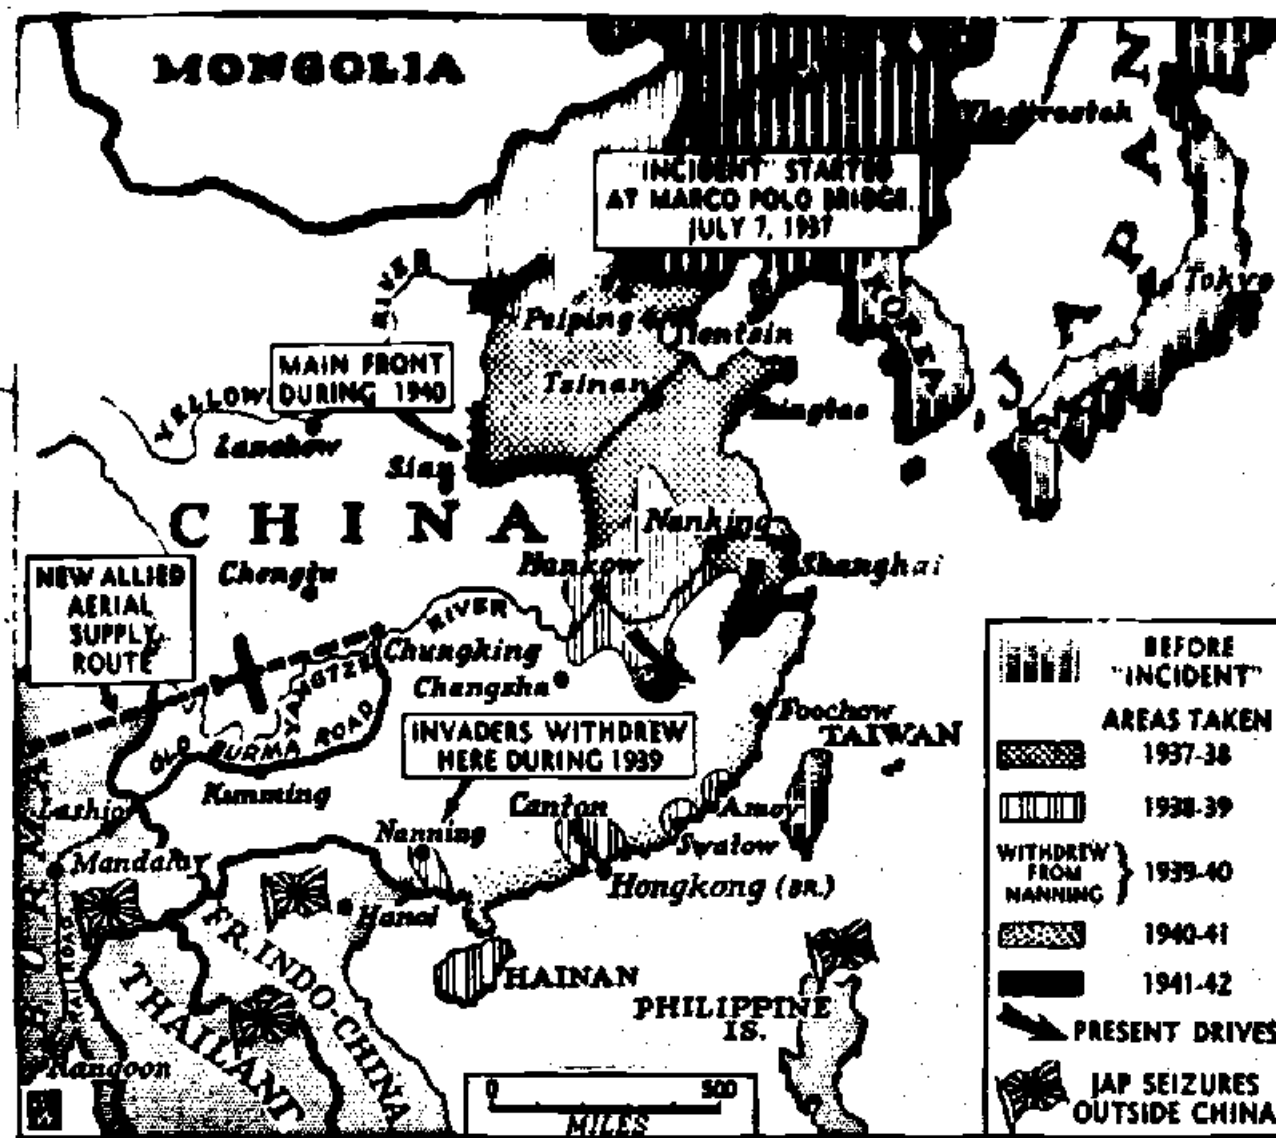 MONGOLIA
Vladivostok
JAPAN
"INCIDENT" STARTED
AT MARCO POLO BRIDGE
JULY 7, 1937
RIVER
KOREA
Tokyo
Peiping
Tientsin
MAIN FRONT
DURING 1940
Tsinan
Tsingtao
YELLOW
Lanchow
Sian
CHINA
Nanking
Hankow
Shanghai
NEW ALLIED
AERIAL
SUPPLY
ROUTE
Chengtu
RIVER
YANGTZE
Chungking
Changsha
OLD BURMA ROAD
INVADERS WITHDREW
HERE DURING 1939
Foochow
TAIWAN
Kunming
Lashio
Canton
Amoy
Nanning
Swatow
Mandalay
Hongkong (BR.)
Hanoi
BURMA
RAILROAD
FR. INDO-CHINA
HAINAN
THAILAND
PHILIPPINE
IS.
Rangoon
0 500
MILES
BEFORE
"INCIDENT"
AREAS TAKEN
1937-38
1938-39
WITHDREW
FROM
NANNING
1939-40
1940-41
1941-42
PRESENT DRIVES
JAP SEIZURES
OUTSIDE CHINA